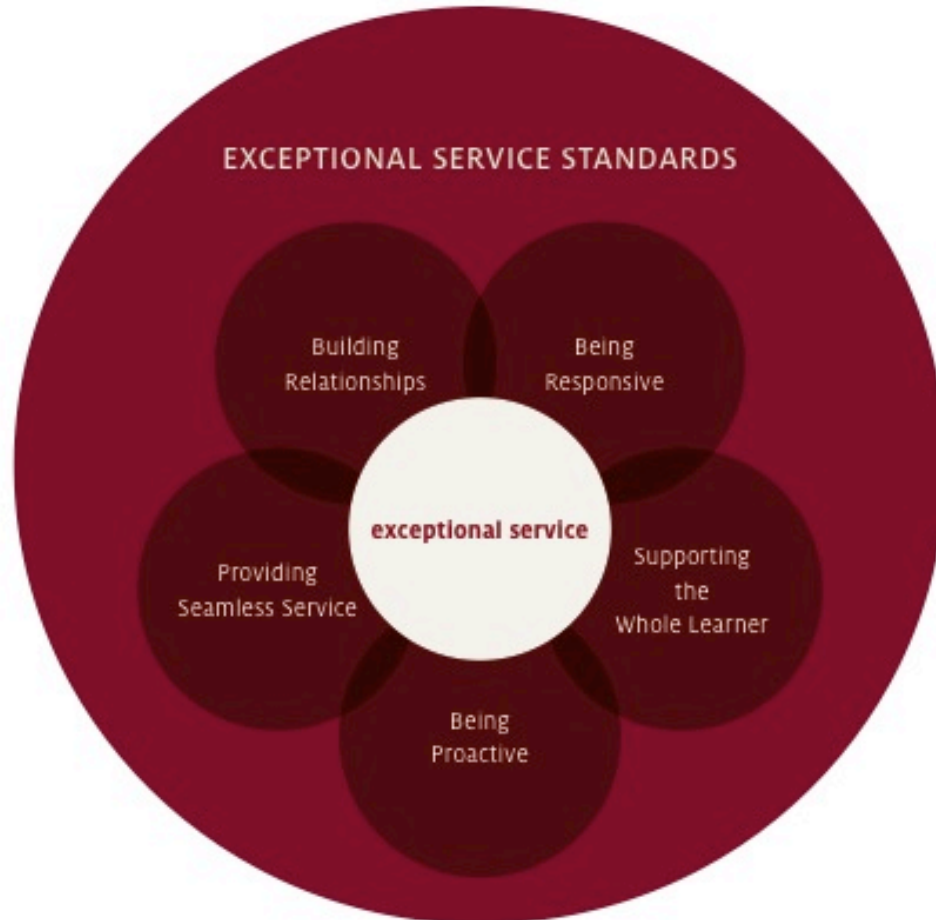 EXCEPTIONAL SERVICE STANDARDS
Building
Relationships
Being
Responsive
exceptional service
Providing
Seamless Service
Supporting
the
Whole Learner
Being
Proactive